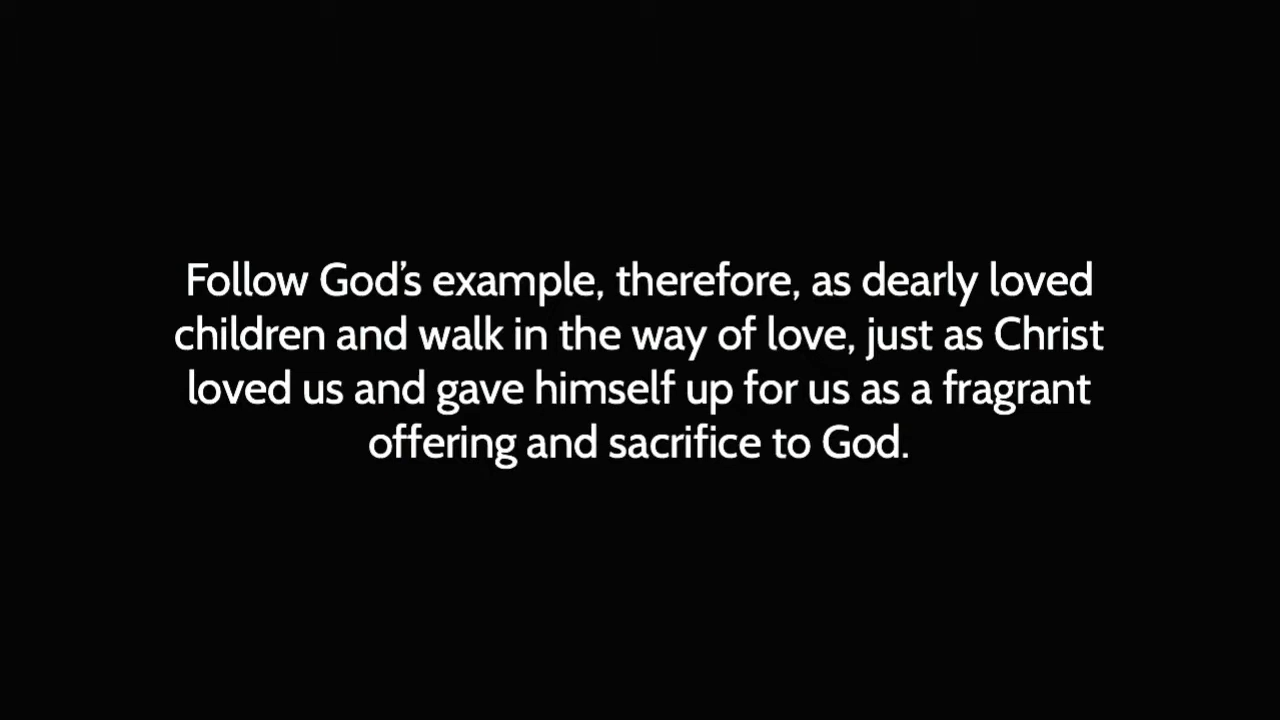 Follow God’s example, therefore, as dearly loved
children and walk in the way of love, just as Christ
loved us and gave himself up for us as a fragrant
offering and sacrifice to God.